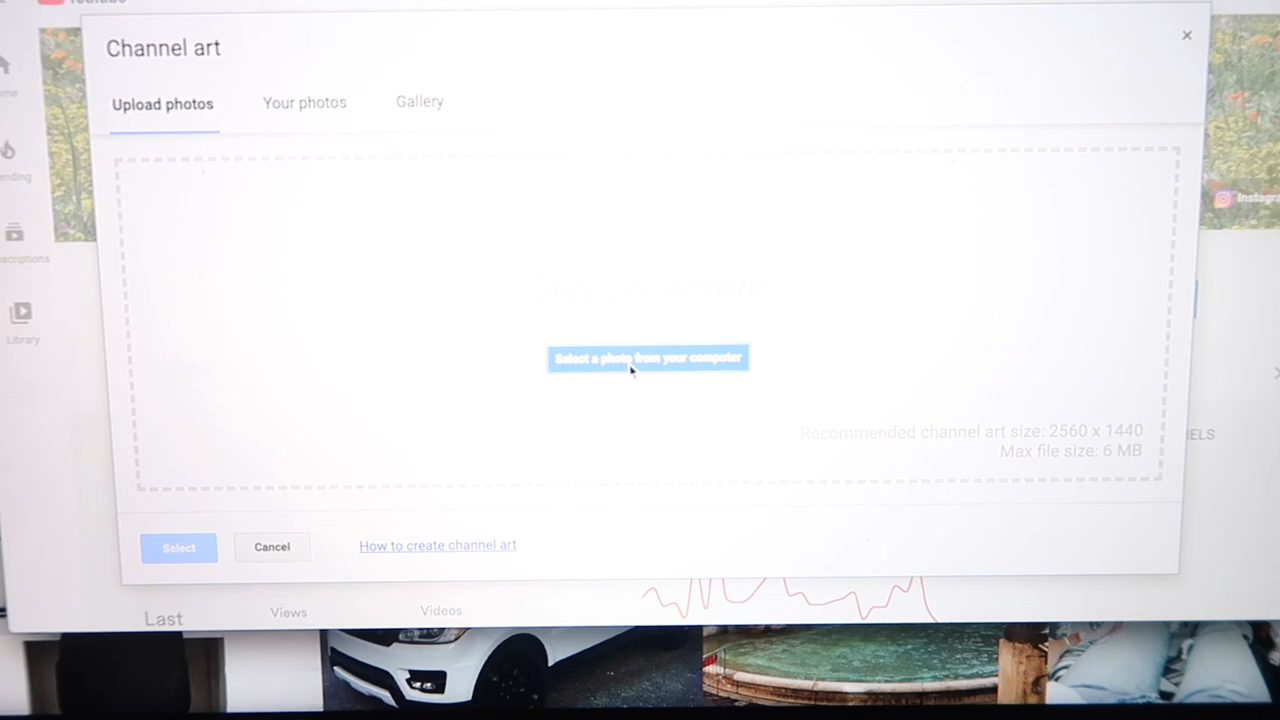 Channel art
Upload photos
Your photos
Gallery
Select a photo from your computer
Recommended channel art size: 2560 x 1440
Max file size: 6 MB
Select
Cancel
How to create channel art
Library
Last
Views
Videos